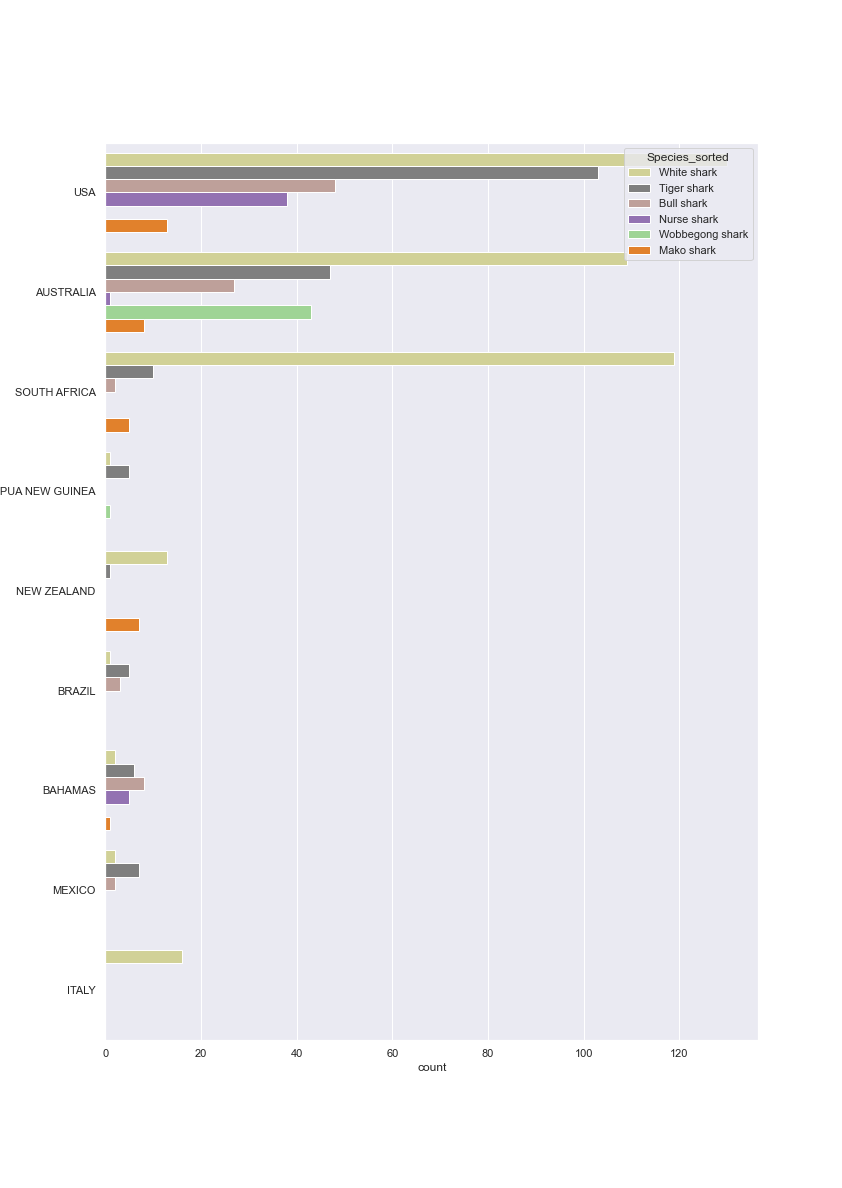 Species_sorted
White shark
Tiger shark
Bull shark
Nurse shark
Wobbegong shark
Mako shark
USA
AUSTRALIA
SOUTH AFRICA
PUA NEW GUINEA
NEW ZEALAND
BRAZIL
BAHAMAS
MEXICO
ITALY
0 20 40 60 80 100 120
count